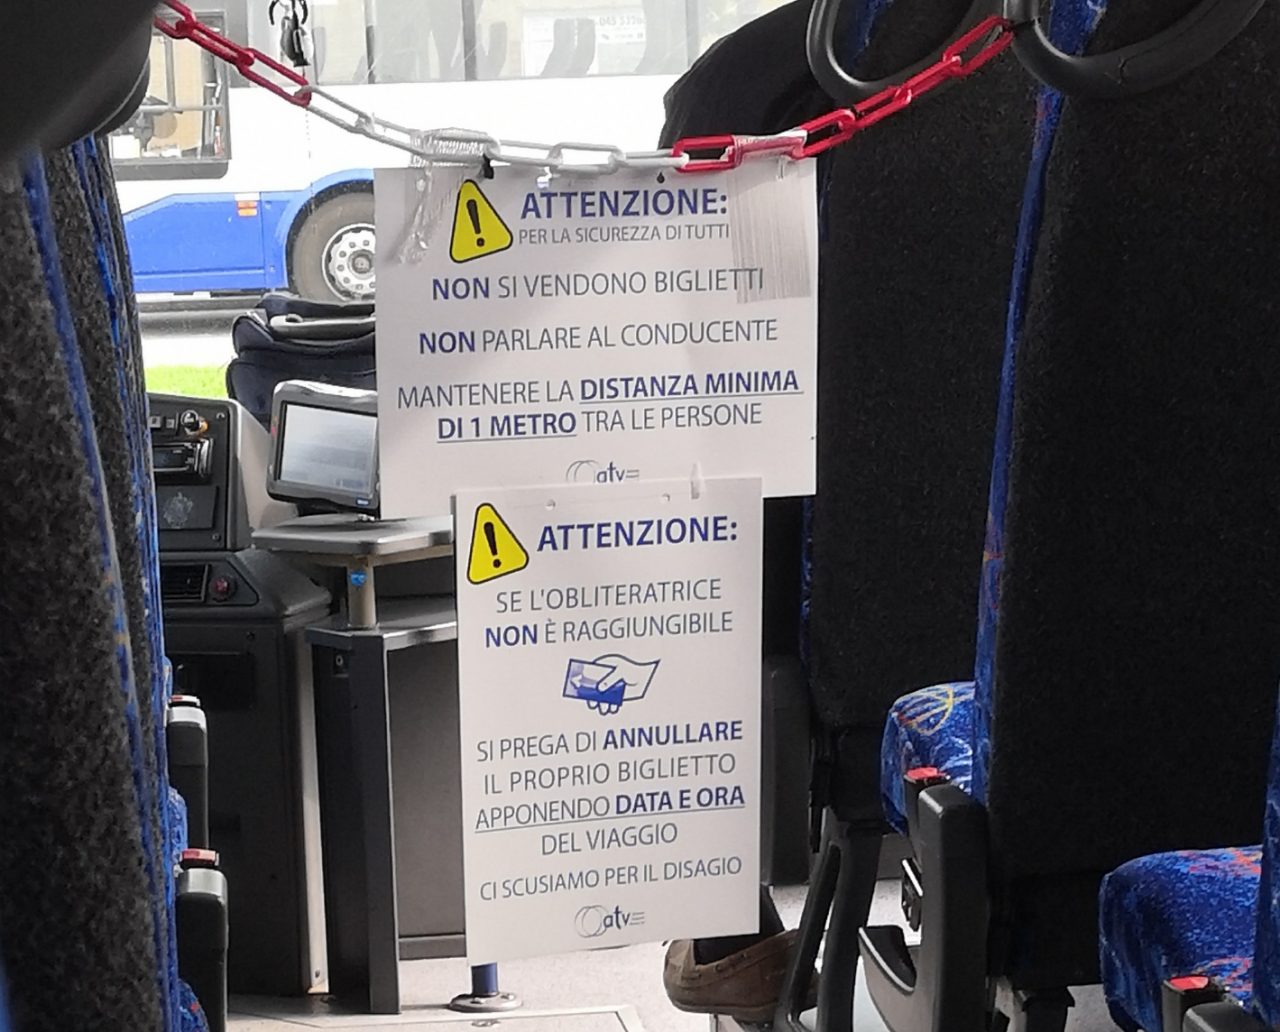 ATTENZIONE:
PER LA SICUREZZA DI TUTTI
NON SI VENDONO BIGLIETTI
NON PARLARE AL CONDUCENTE
MANTENERE LA DISTANZA MINIMA
DI 1 METRO TRA LE PERSONE
atv
ATTENZIONE:
SE L'OBLITERATRICE
NON È RAGGIUNGIBILE
SI PREGA DI ANNULLARE
IL PROPRIO BIGLIETTO
APPONENDO DATA E ORA
DEL VIAGGIO
CI SCUSIAMO PER IL DISAGIO
atv